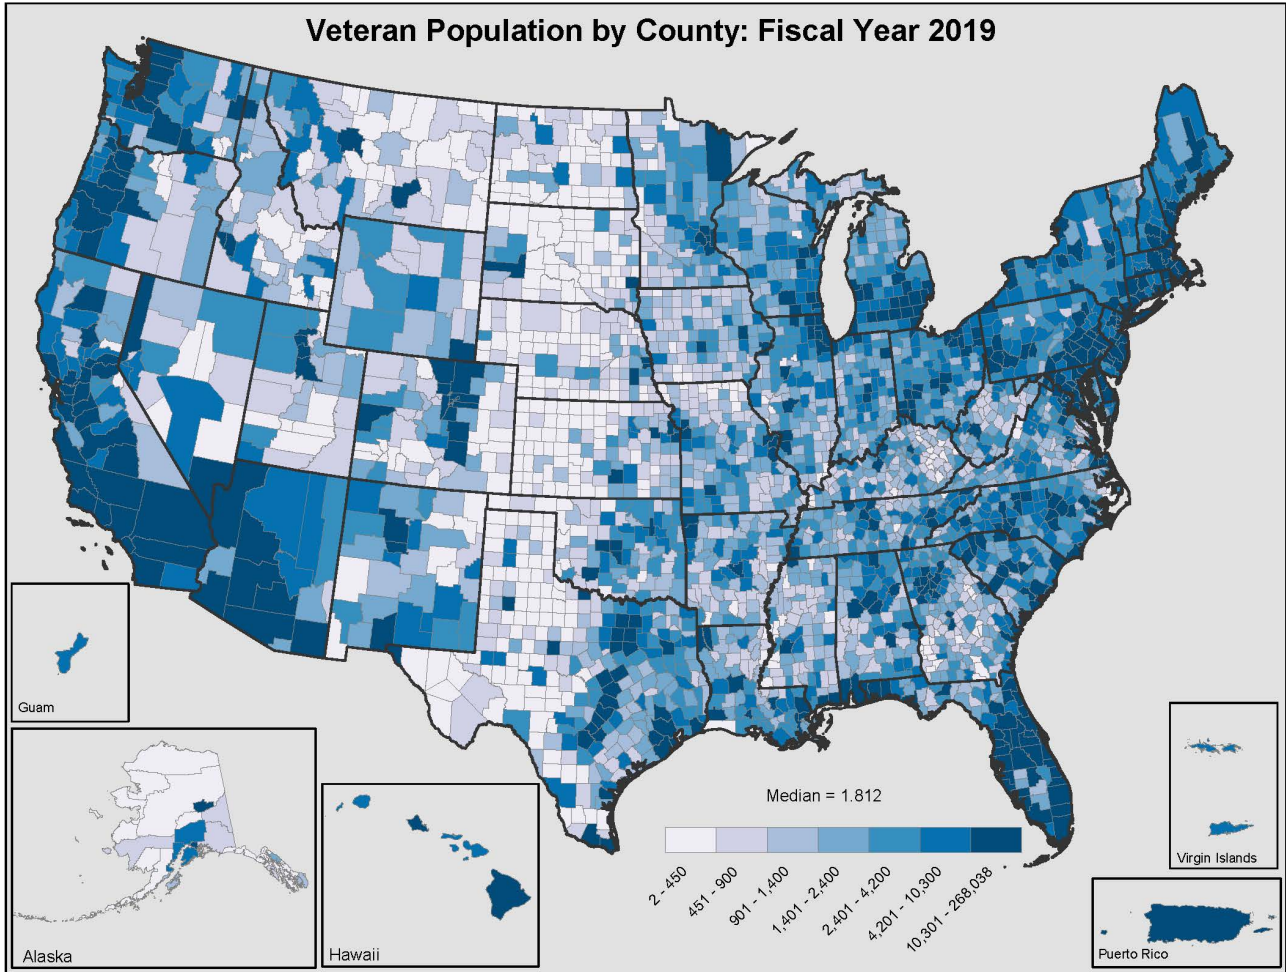 Veteran Population by County: Fiscal Year 2019
Guam
Alaska
Hawaii
Median = 1.812
2 - 450
451 - 900
901 - 1,400
1,401 - 2,400
2,401 - 4,200
4,201 - 10,300
10,301 - 268,038
Virgin Islands
Puerto Rico